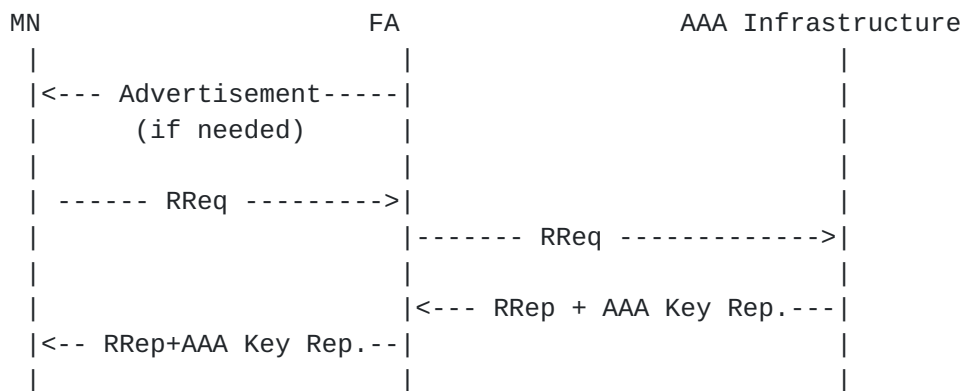 MN FA AAA Infrastructure
| | |
|<--- Advertisement-----| |
| (if needed) | |
| | |
| ------ RReq --------->| |
| |------- RReq ------------->|
| | |
| |<--- RRep + AAA Key Rep.---|
|<-- RRep+AAA Key Rep.--| |
| | |